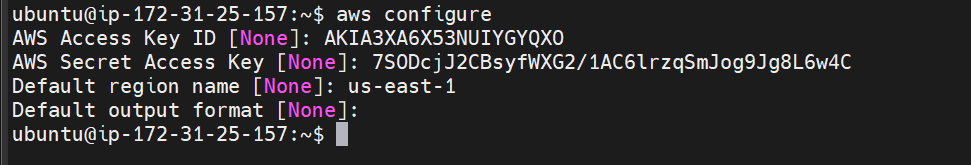 ubuntu@ip-172-31-25-157:~$ aws configure
AWS Access Key ID [None]: AKIA3XA6X53NUIYGYQXO
AWS Secret Access Key [None]: 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
Default region name [None]: us-east-1
Default output format [None]:
ubuntu@ip-172-31-25-157:~$